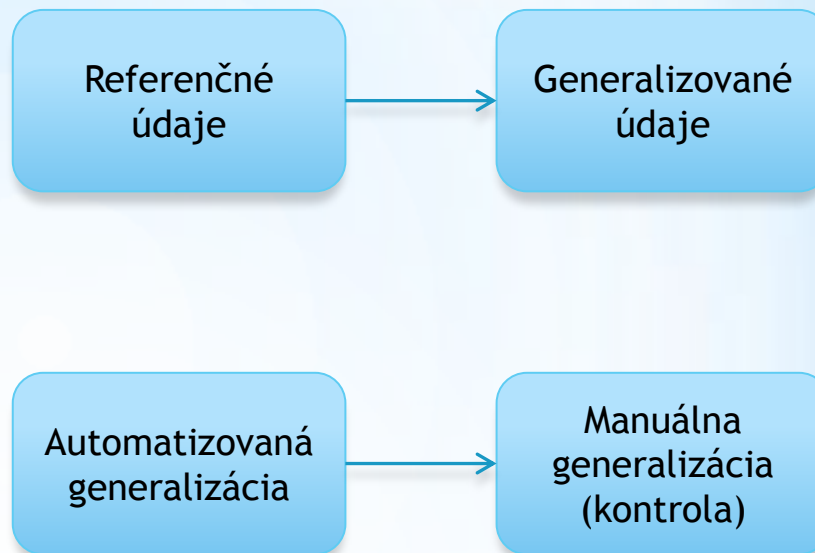 Referenčné
údaje
Generalizované
údaje
Automatizovaná
generalizácia
Manuálna
generalizácia
(kontrola)